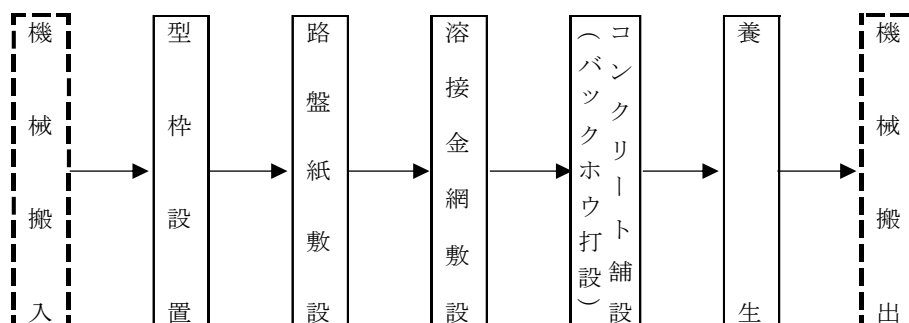 機械搬入
型枠設置
路盤紙敷設
溶接金網敷設
コンクリート舗設
（バックホウ打設）
養生
機械搬出